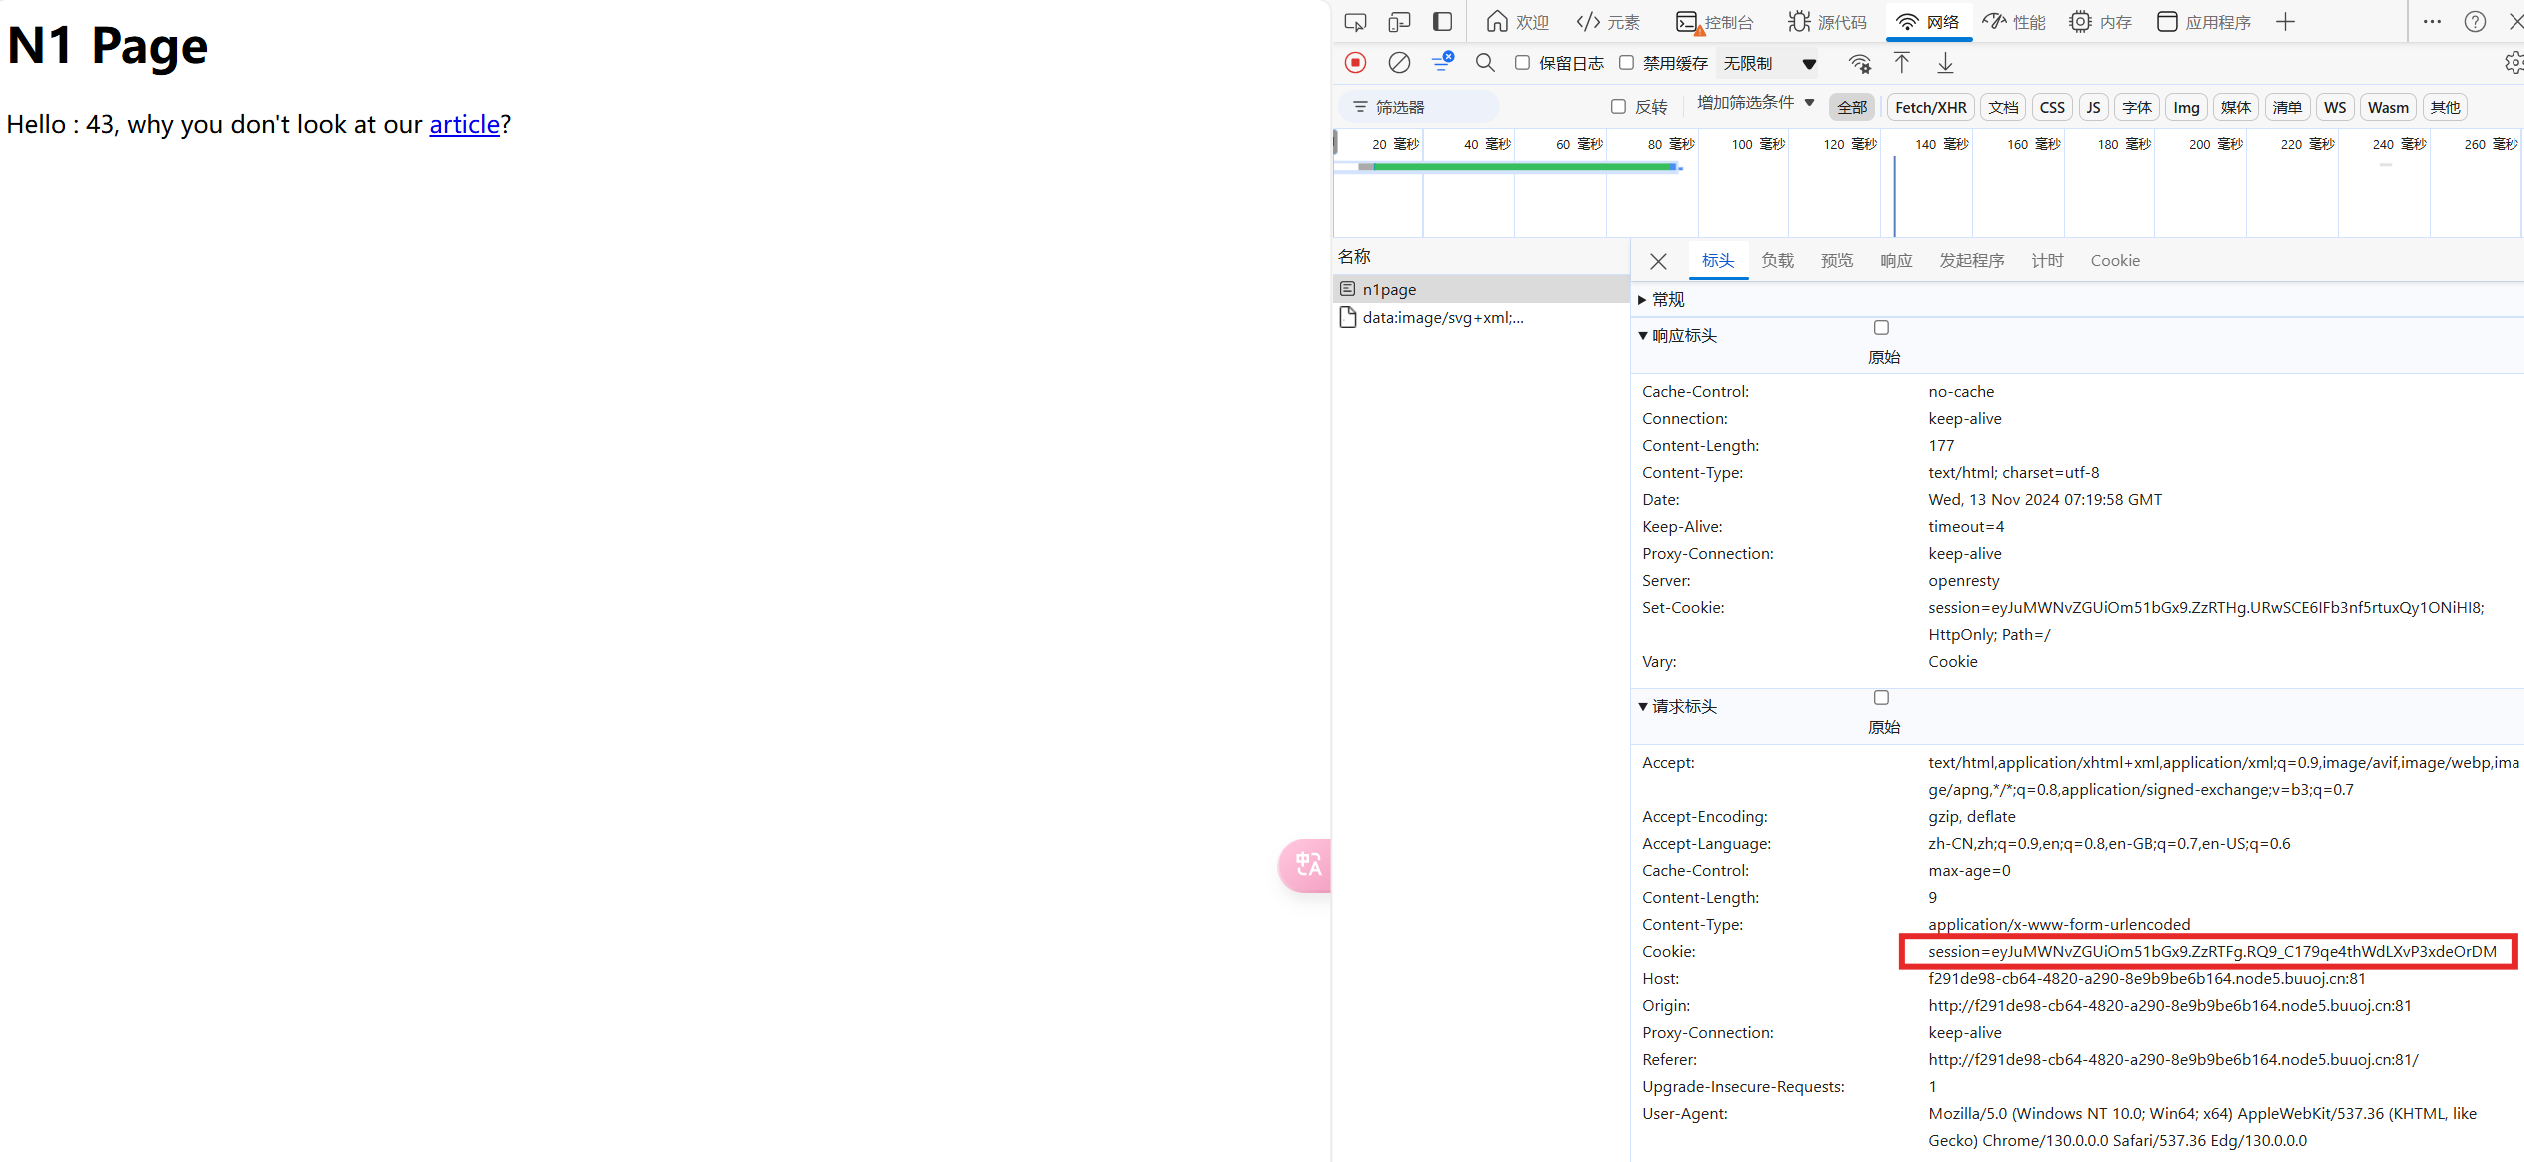 N1 Page
Hello : 43, why you don't look at our article?
欢迎 元素 控制台 源代码 网络 性能 内存 应用程序
保留日志 禁用缓存 无限制
筛选器 反转 增加筛选条件 全部 Fetch/XHR 文档 CSS JS 字体 Img 媒体 清单 WS Wasm 其他
20 毫秒 40 毫秒 60 毫秒 80 毫秒 100 毫秒 120 毫秒 140 毫秒 160 毫秒 180 毫秒 200 毫秒 220 毫秒 240 毫秒 260 毫秒
名称
n1page
data:image/svg+xml;...
标头 负载 预览 响应 发起程序 计时 Cookie
常规
响应标头
原始
Cache-Control: no-cache
Connection: keep-alive
Content-Length: 177
Content-Type: text/html; charset=utf-8
Date: Wed, 13 Nov 2024 07:19:58 GMT
Keep-Alive: timeout=4
Proxy-Connection: keep-alive
Server: openresty
Set-Cookie: session=eyJuMWNvZGUiOm51bGx9.ZzRTHg.URwSCE6IFb3nf5rtuxQy1ONiHI8;
HttpOnly; Path=/
Vary: Cookie
请求标头
原始
Accept: text/html,application/xhtml+xml,application/xml;q=0.9,image/avif,image/webp,ima
ge/apng,*/*;q=0.8,application/signed-exchange;v=b3;q=0.7
Accept-Encoding: gzip, deflate
Accept-Language: zh-CN,zh;q=0.9,en;q=0.8,en-GB;q=0.7,en-US;q=0.6
Cache-Control: max-age=0
Content-Length: 9
Content-Type: application/x-www-form-urlencoded
Cookie: session=eyJuMWNvZGUiOm51bGx9.ZzRTFg.RQ9_C179qe4thWdLXvP3xdeOrDM
Host: f291de98-cb64-4820-a290-8e9b9be6b164.node5.buuoj.cn:81
Origin: http://f291de98-cb64-4820-a290-8e9b9be6b164.node5.buuoj.cn:81
Proxy-Connection: keep-alive
Referer: http://f291de98-cb64-4820-a290-8e9b9be6b164.node5.buuoj.cn:81/
Upgrade-Insecure-Requests: 1
User-Agent: Mozilla/5.0 (Windows NT 10.0; Win64; x64) AppleWebKit/537.36 (KHTML, like
Gecko) Chrome/130.0.0.0 Safari/537.36 Edg/130.0.0.0